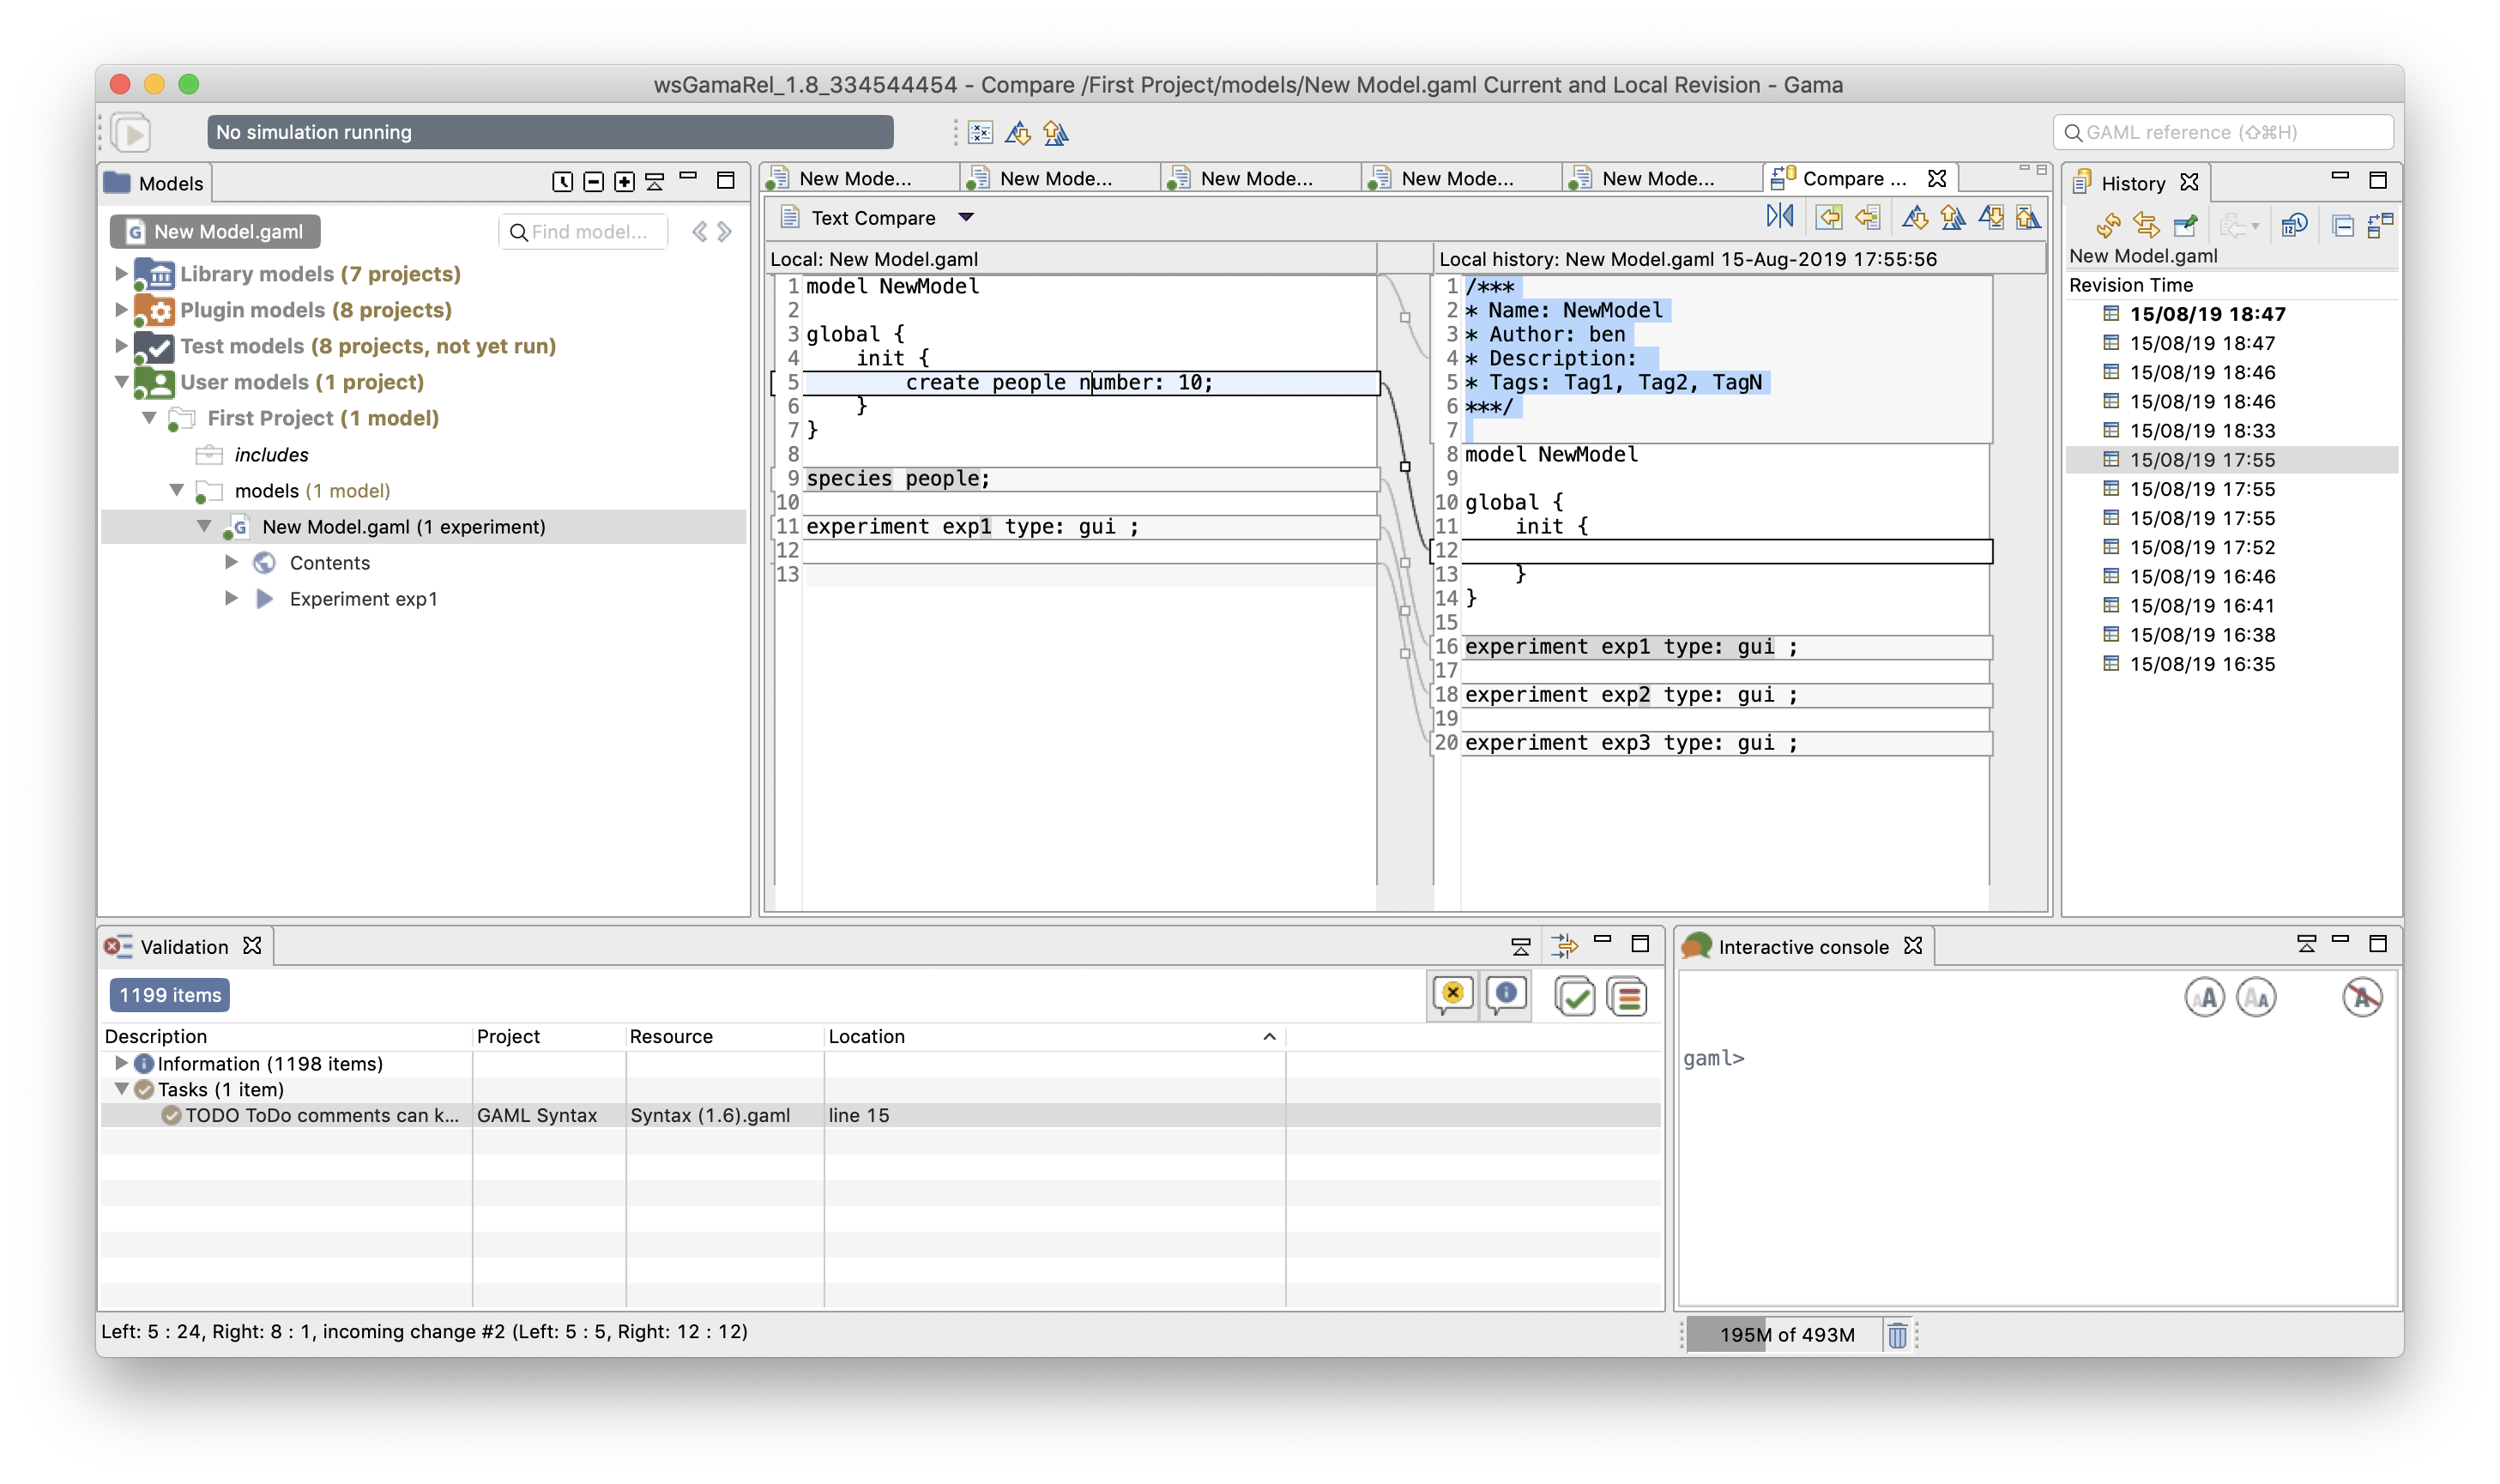 wsGamaRel_1.8_334544454 - Compare /First Project/models/New Model.gaml Current and Local Revision - Gama
No simulation running
GAML reference (⇧⌘H)
Models
New Model.gaml
Find model...
Library models (7 projects)
Plugin models (8 projects)
Test models (8 projects, not yet run)
User models (1 project)
First Project (1 model)
includes
models (1 model)
New Model.gaml (1 experiment)
Contents
Experiment exp1
New Mode...
New Mode...
New Mode...
New Mode...
New Mode...
Compare ...
Text Compare
Local: New Model.gaml
1 model NewModel
2
3 global {
4 init {
5 create people number: 10;
6 }
7 }
8
9 species people;
10
11 experiment exp1 type: gui ;
12
13
Local history: New Model.gaml 15-Aug-2019 17:55:56
1 /***
2 * Name: NewModel
3 * Author: ben
4 * Description:
5 * Tags: Tag1, Tag2, TagN
6 ***/
7
8 model NewModel
9
10 global {
11 init {
12
13 }
14 }
15
16 experiment exp1 type: gui ;
17
18 experiment exp2 type: gui ;
19
20 experiment exp3 type: gui ;
History
New Model.gaml
Revision Time
15/08/19 18:47
15/08/19 18:47
15/08/19 18:46
15/08/19 18:46
15/08/19 18:33
15/08/19 17:55
15/08/19 17:55
15/08/19 17:55
15/08/19 17:52
15/08/19 16:46
15/08/19 16:41
15/08/19 16:38
15/08/19 16:35
Validation
1199 items
Description Project Resource Location
Information (1198 items)
Tasks (1 item)
TODO ToDo comments can k... GAML Syntax Syntax (1.6).gaml line 15
Interactive console
gaml>
Left: 5 : 24, Right: 8 : 1, incoming change #2 (Left: 5 : 5, Right: 12 : 12)
195M of 493M